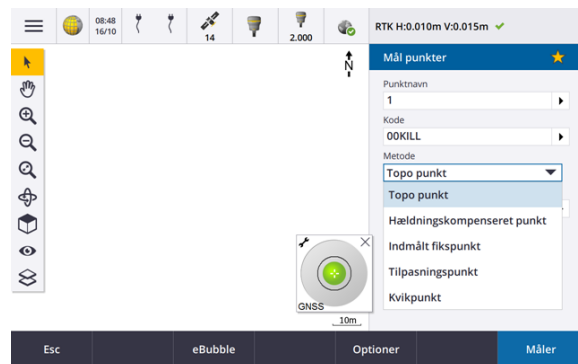 08:48
16/10
14
2.000
RTK H:0.010m V:0.015m
N
Mål punkter
Punktnavn
1
Kode
00KILL
Metode
Topo punkt
Topo punkt
Hældningskompenseret punkt
Indmålt fikspunkt
Tilpasningspunkt
Kvikpunkt
GNSS
10m
Esc
eBubble
Optioner
Måler